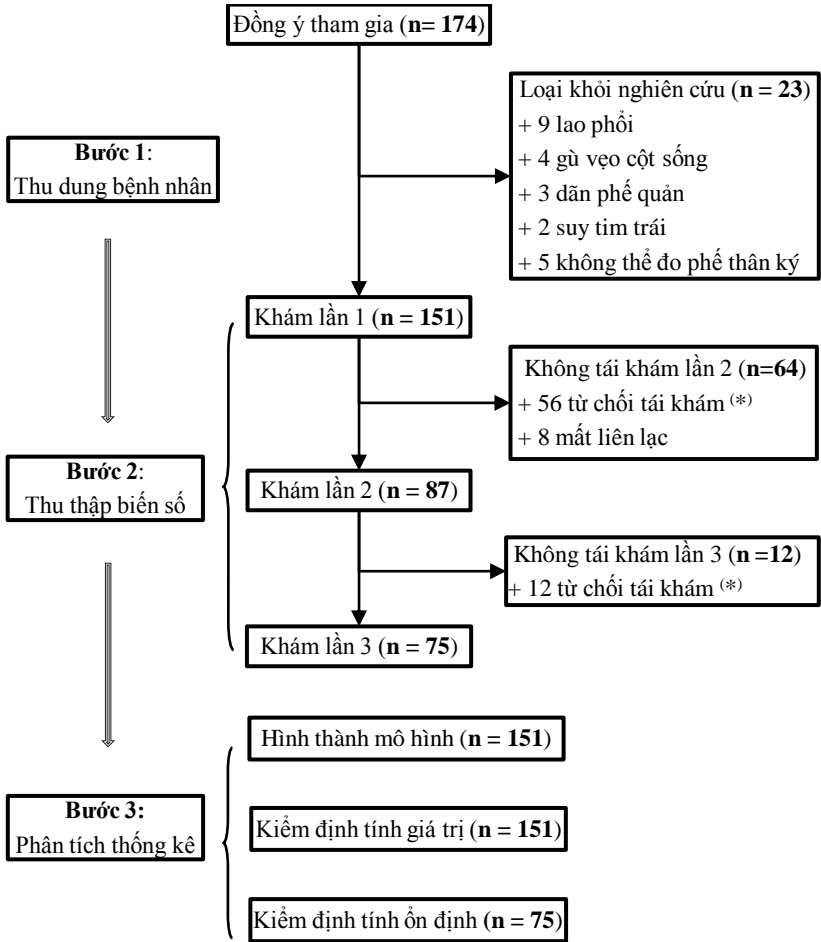 Đồng ý tham gia (n= 174)
Loại khỏi nghiên cứu (n = 23)
+ 9 lao phổi
+ 4 gù vẹo cột sống
+ 3 dãn phế quản
+ 2 suy tim trái
+ 5 không thể đo phế thân ký
Bước 1:
Thu dung bệnh nhân
Khám lần 1 (n = 151)
Không tái khám lần 2 (n=64)
+ 56 từ chối tái khám (*)
+ 8 mất liên lạc
Bước 2:
Thu thập biến số
Khám lần 2 (n = 87)
Không tái khám lần 3 (n =12)
+ 12 từ chối tái khám (*)
Khám lần 3 (n = 75)
Hình thành mô hình (n = 151)
Bước 3:
Phân tích thống kê
Kiểm định tính giá trị (n = 151)
Kiểm định tính ổn định (n = 75)